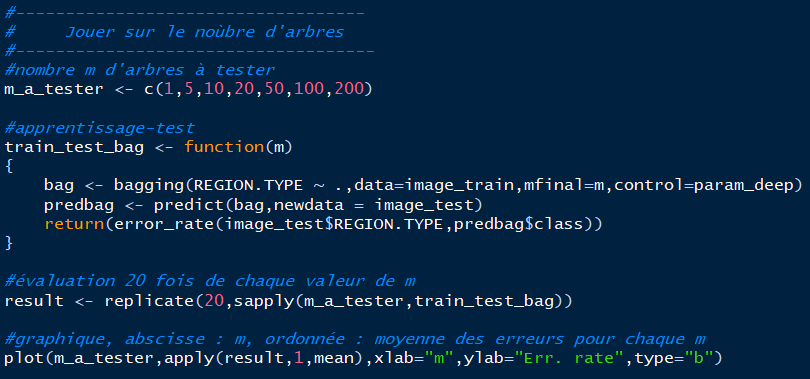 #-----------------------------------
#     Jouer sur le noùbre d'arbres
#------------------------------------
#nombre m d'arbres à tester
m_a_tester <- c(1,5,10,20,50,100,200)
#apprentissage-test
train_test_bag <- function(m)
{
    bag <- bagging(REGION.TYPE ~ .,data=image_train,mfinal=m,control=param_deep)
    predbag <- predict(bag,newdata = image_test)
    return(error_rate(image_test$REGION.TYPE,predbag$class))
}
#évaluation 20 fois de chaque valeur de m
result <- replicate(20,sapply(m_a_tester,train_test_bag))
#graphique, abscisse : m, ordonnée : moyenne des erreurs pour chaque m
plot(m_a_tester,apply(result,1,mean),xlab="m",ylab="Err. rate",type="b")